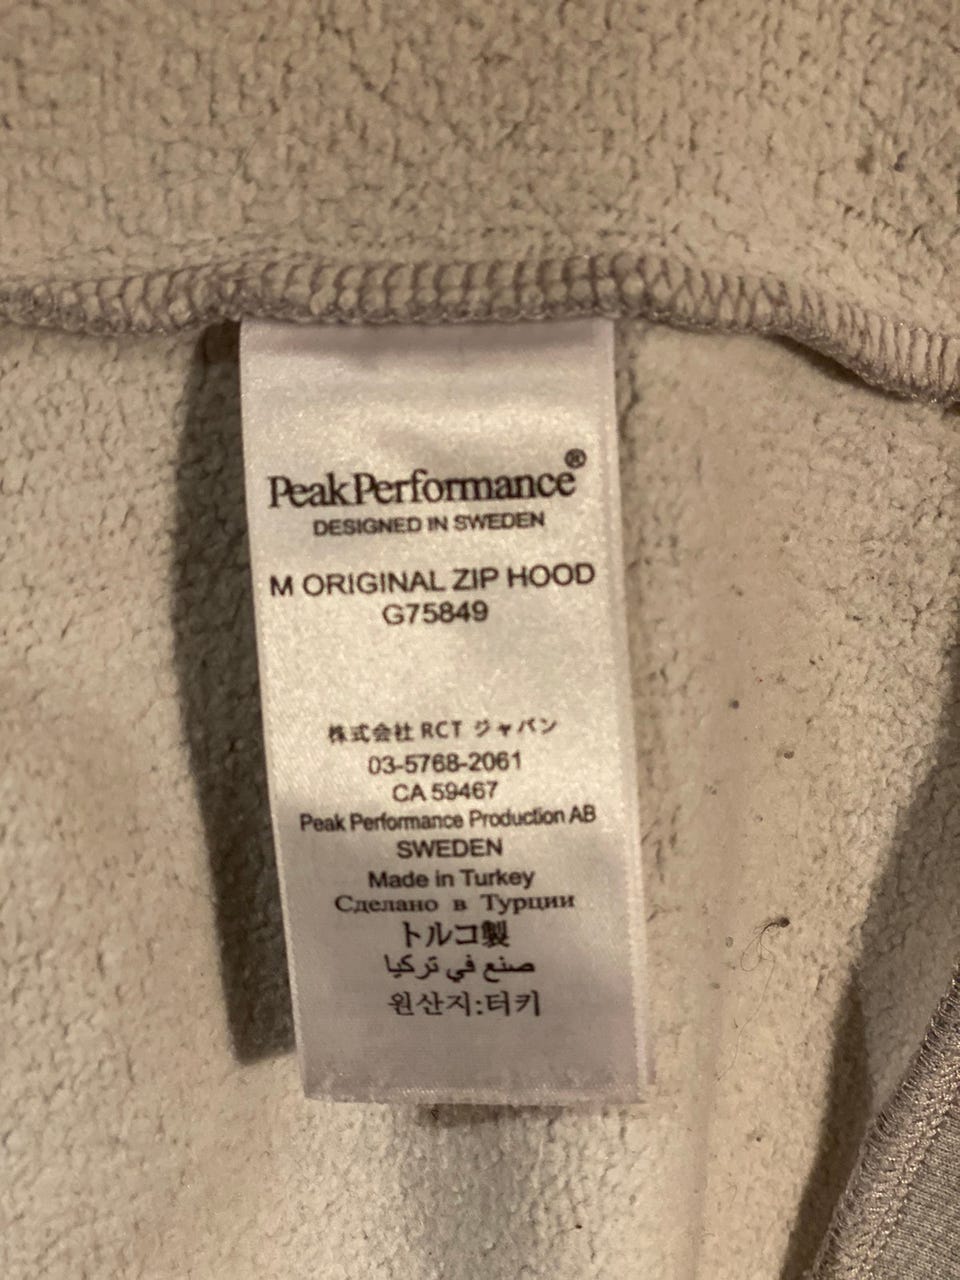 PeakPerformance®
DESIGNED IN SWEDEN
M ORIGINAL ZIP HOOD
G75849
株式会社 RCT ジャパン
03-5768-2061
CA 59467
Peak Performance Production AB
SWEDEN
Made in Turkey
Сделано в Турции
トルコ製
صنع في تركيا
원산지:터키